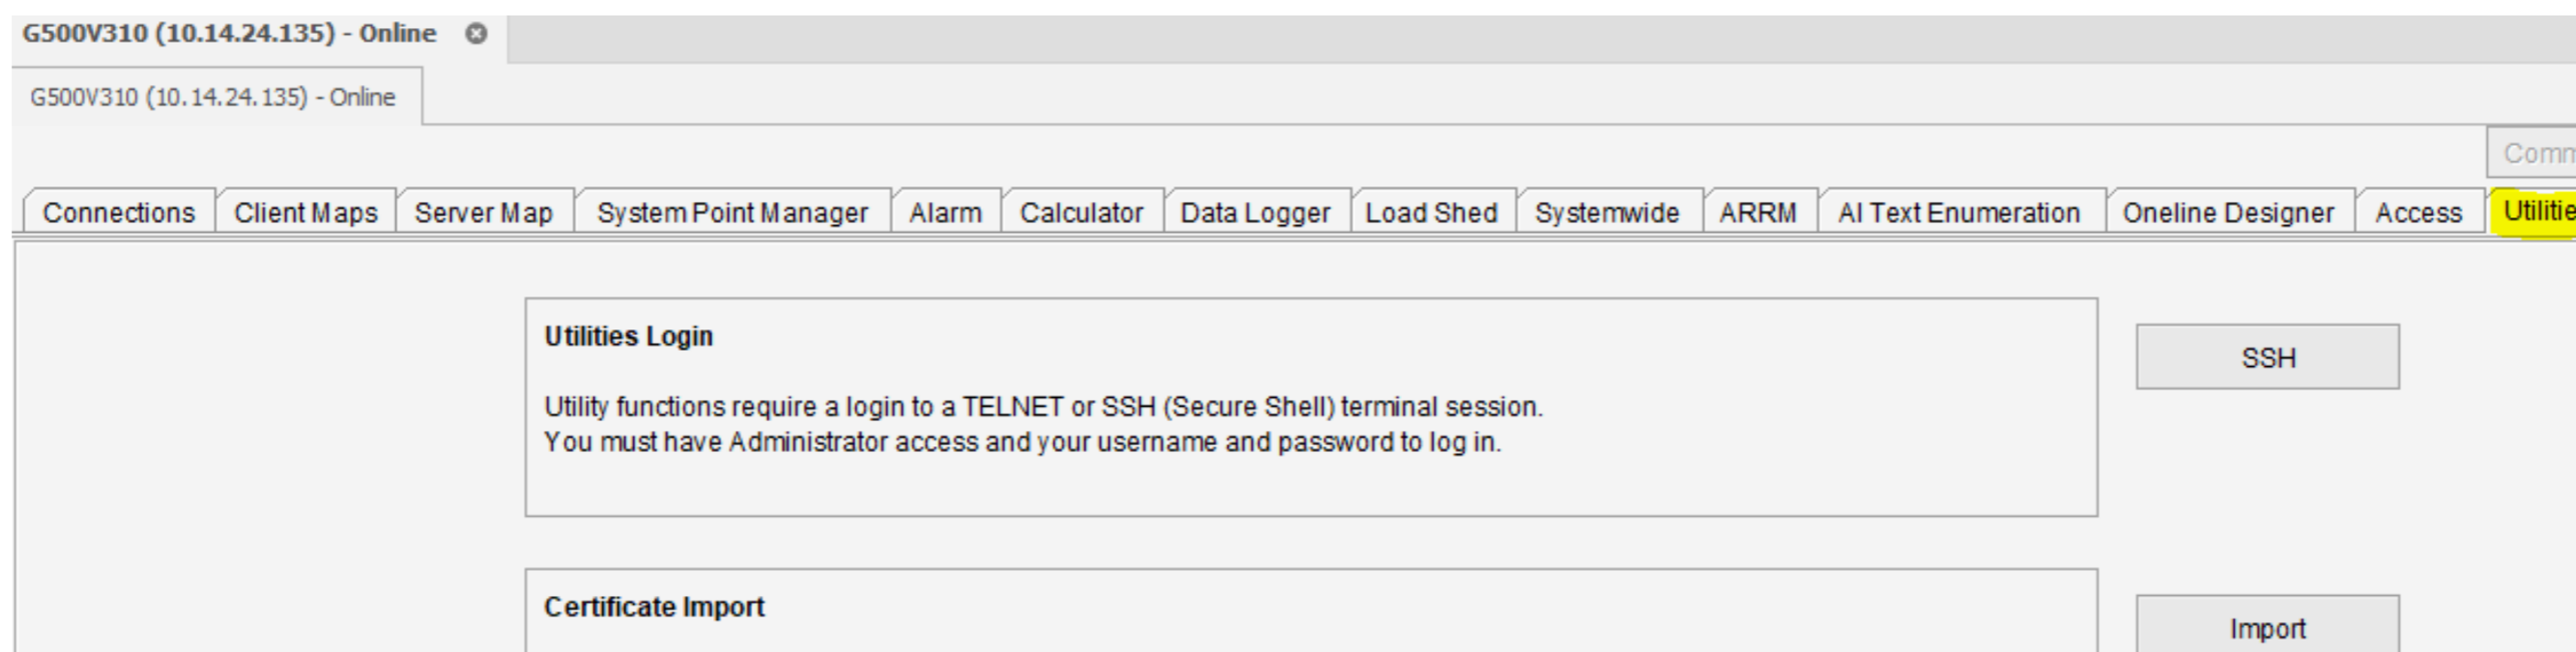 G500V310 (10.14.24.135) - Online
G500V310 (10.14.24.135) - Online
Comm
Connections Client Maps Server Map System Point Manager Alarm Calculator Data Logger Load Shed Systemwide ARRM AI Text Enumeration Oneline Designer Access Utilitie
Utilities Login
SSH
Utility functions require a login to a TELNET or SSH (Secure Shell) terminal session.
You must have Administrator access and your username and password to log in.
Certificate Import
Import